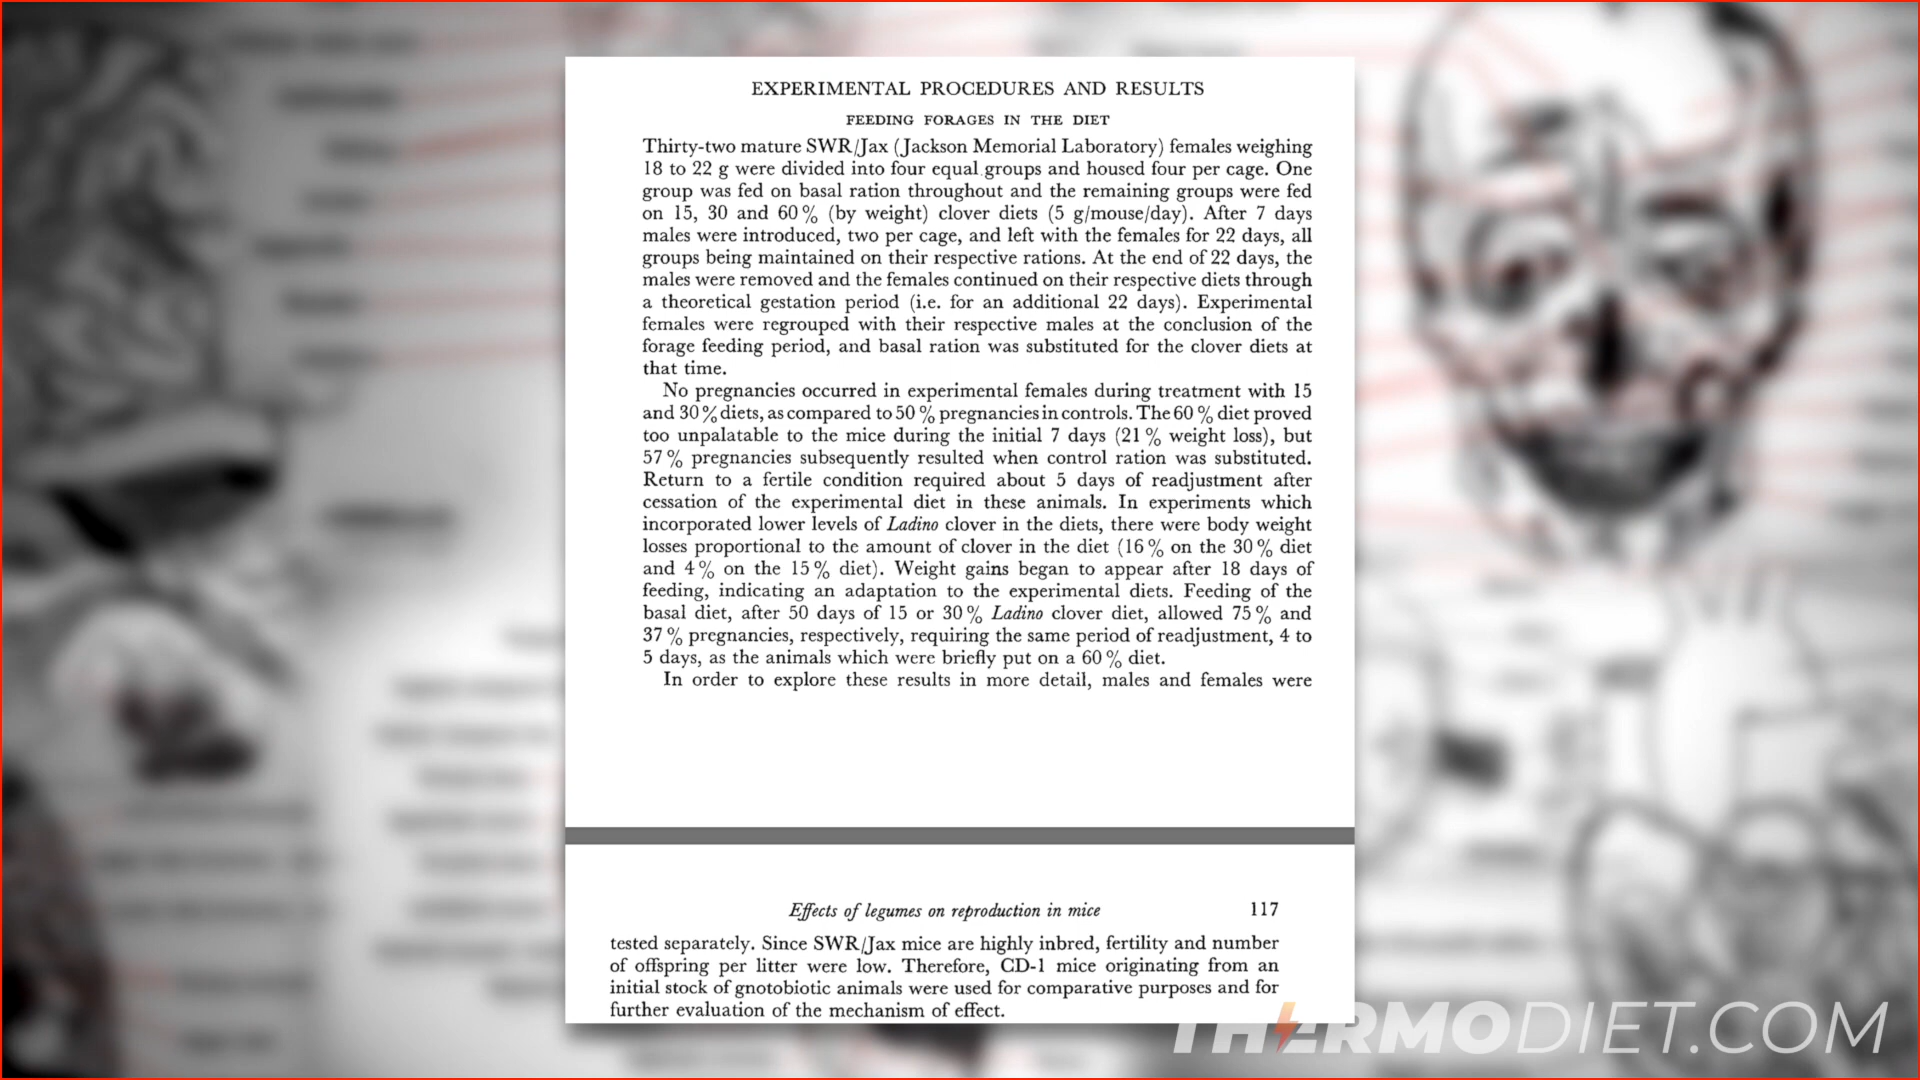 EXPERIMENTAL PROCEDURES AND RESULTS
FEEDING FORAGES IN THE DIET
Thirty-two mature SWR/Jax (Jackson Memorial Laboratory) females weighing
18 to 22 g were divided into four equal groups and housed four per cage. One
group was fed on basal ration throughout and the remaining groups were fed
on 15, 30 and 60% (by weight) clover diets (5 g/mouse/day). After 7 days
males were introduced, two per cage, and left with the females for 22 days, all
groups being maintained on their respective rations. At the end of 22 days, the
males were removed and the females continued on their respective diets through
a theoretical gestation period (i.e. for an additional 22 days). Experimental
females were regrouped with their respective males at the conclusion of the
forage feeding period, and basal ration was substituted for the clover diets at
that time.
No pregnancies occurred in experimental females during treatment with 15
and 30% diets, as compared to 50% pregnancies in controls. The 60% diet proved
too unpalatable to the mice during the initial 7 days (21% weight loss), but
57% pregnancies subsequently resulted when control ration was substituted.
Return to a fertile condition required about 5 days of readjustment after
cessation of the experimental diet in these animals. In experiments which
incorporated lower levels of Ladino clover in the diets, there were body weight
losses proportional to the amount of clover in the diet (16% on the 30% diet
and 4% on the 15% diet). Weight gains began to appear after 18 days of
feeding, indicating an adaptation to the experimental diets. Feeding of the
basal diet, after 50 days of 15 or 30% Ladino clover diet, allowed 75% and
37% pregnancies, respectively, requiring the same period of readjustment, 4 to
5 days, as the animals which were briefly put on a 60% diet.
In order to explore these results in more detail, males and females were
Effects of legumes on reproduction in mice 117
tested separately. Since SWR/Jax mice are highly inbred, fertility and number
of offspring per litter were low. Therefore, CD-1 mice originating from an
initial stock of gnotobiotic animals were used for comparative purposes and for
further evaluation of the mechanism of effect.
THERMODIET.COM